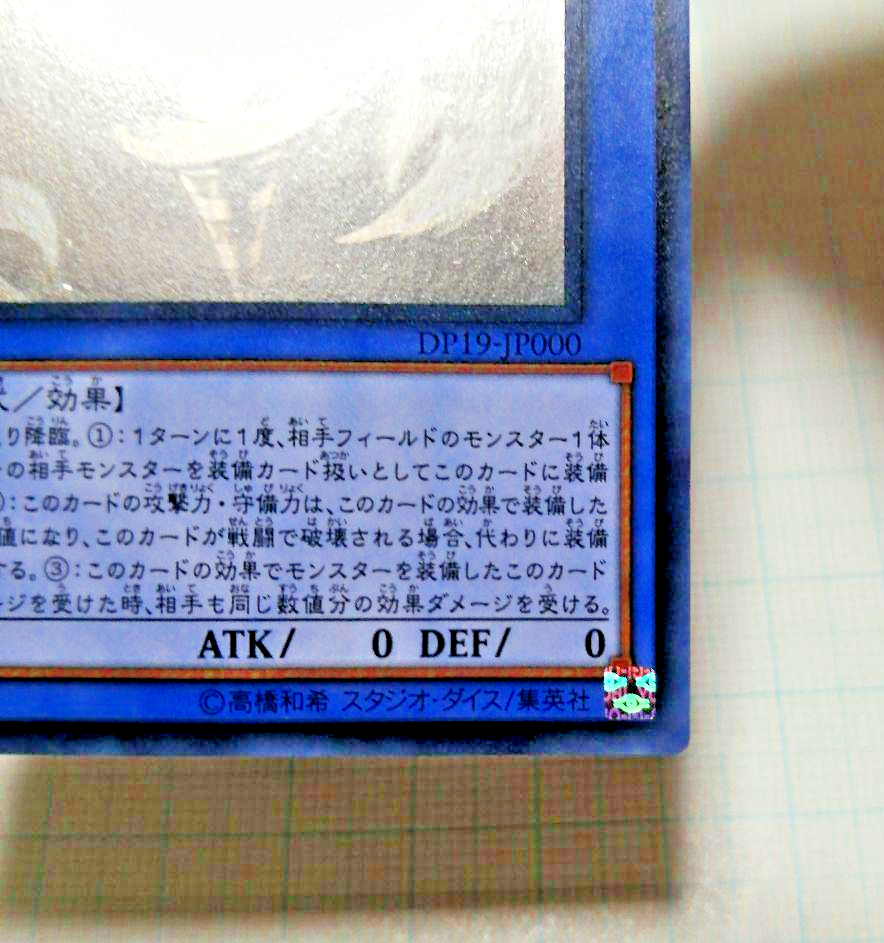 DP19-JP000
／効果】
り降臨。①：1ターンに1度、相手フィールドのモンスター1体
の相手モンスターを装備カード扱いとしてこのカードに装備
：このカードの攻撃力・守備力は、このカードの効果で装備した
値になり、このカードが戦闘で破壊される場合、代わりに装備
する。③：このカードの効果でモンスターを装備したこのカード
ージを受けた時、相手も同じ数値分の効果ダメージを受ける。
ATK/ 0 DEF/ 0
©高橋和希 スタジオ・ダイス/集英社